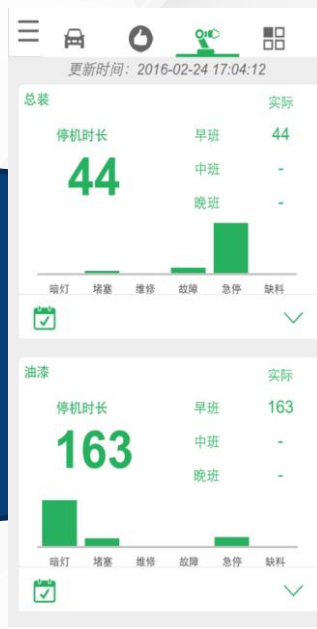 更新时间：2016-02-24 17:04:12
总装
实际
停机时长
早班 44
44
中班 -
晚班 -
暗灯 堵塞 维修 故障 急停 缺料
油漆
实际
停机时长
早班 163
163
中班 -
晚班 -
暗灯 堵塞 维修 故障 急停 缺料